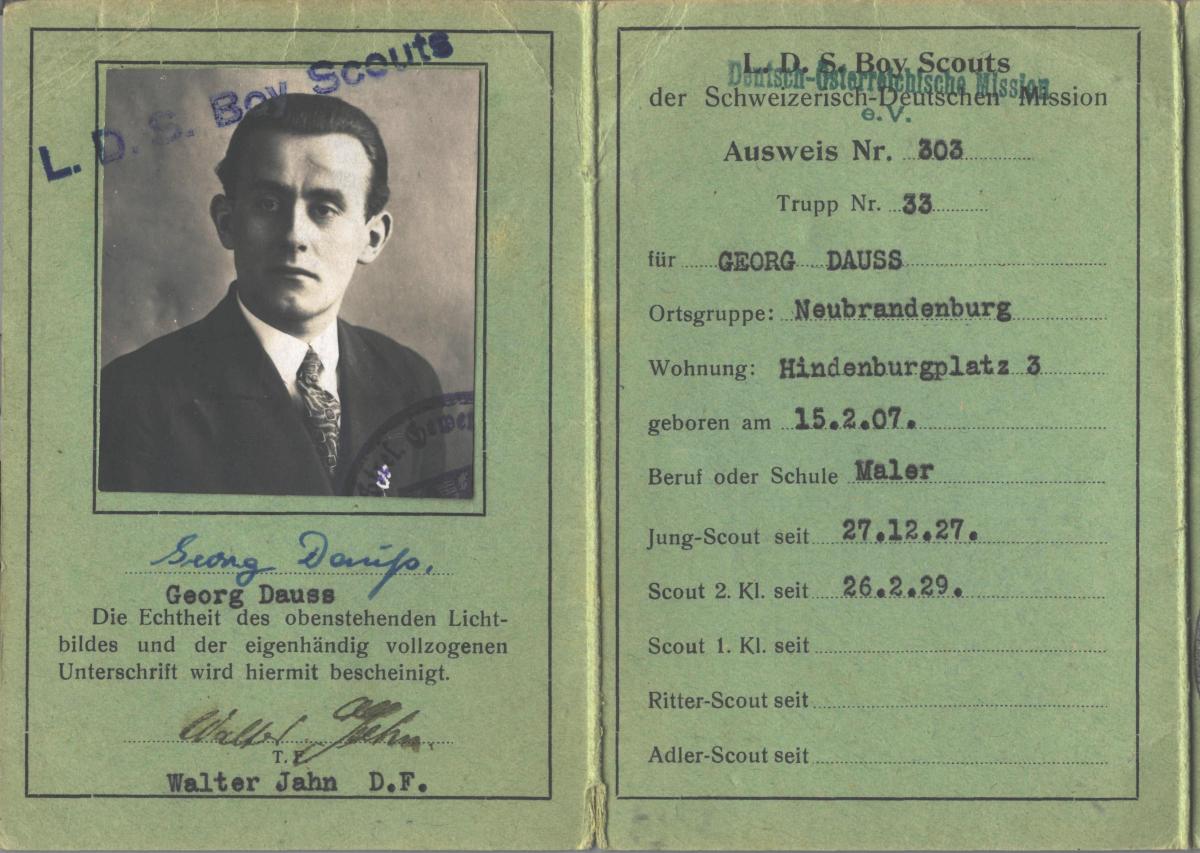 L. D. S. Boy Scouts
Georg Dauß.
Georg Dauss
Die Echtheit des obenstehenden Licht-
bildes und der eigenhändig vollzogenen
Unterschrift wird hiermit bescheinigt.
Walter Jahn.
T. F
Walter Jahn D.F.
L. D. S. Boy Scouts
Deutsch-Österreichische Mission
der Schweizerisch-Deutschen Mission
e.V.
Ausweis Nr. 303
Trupp Nr. 33
für GEORG DAUSS
Ortsgruppe: Neubrandenburg
Wohnung: Hindenburgplatz 3
geboren am 15.2.07.
Beruf oder Schule Maler
Jung-Scout seit 27.12.27.
Scout 2. Kl. seit 26.2.29.
Scout 1. Kl. seit
Ritter-Scout seit
Adler-Scout seit